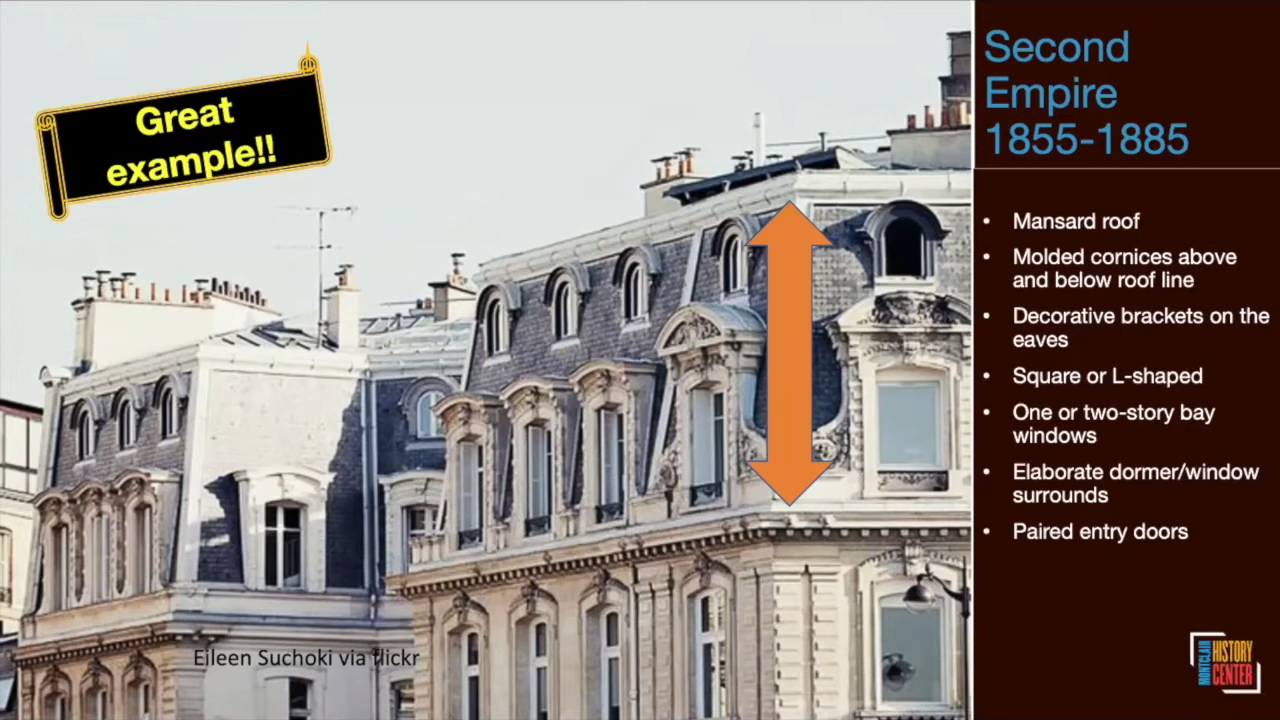 Great
example!!
Second
Empire
1855-1885
• Mansard roof
• Molded cornices above
and below roof line
• Decorative brackets on the
eaves
• Square or L-shaped
• One or two-story bay
windows
• Elaborate dormer/window
surrounds
• Paired entry doors
Eileen Suchoki via flickr
MONTCLAIR
HISTORY
CENTER